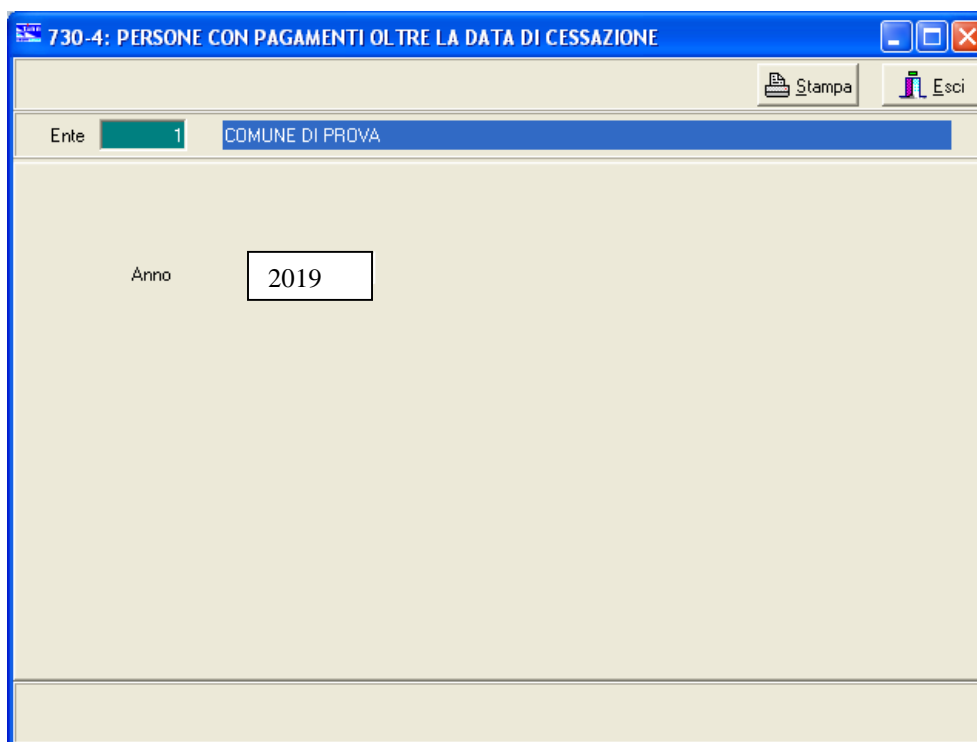 730-4: PERSONE CON PAGAMENTI OLTRE LA DATA DI CESSAZIONE
Stampa Esci
Ente 1 COMUNE DI PROVA
Anno 2019